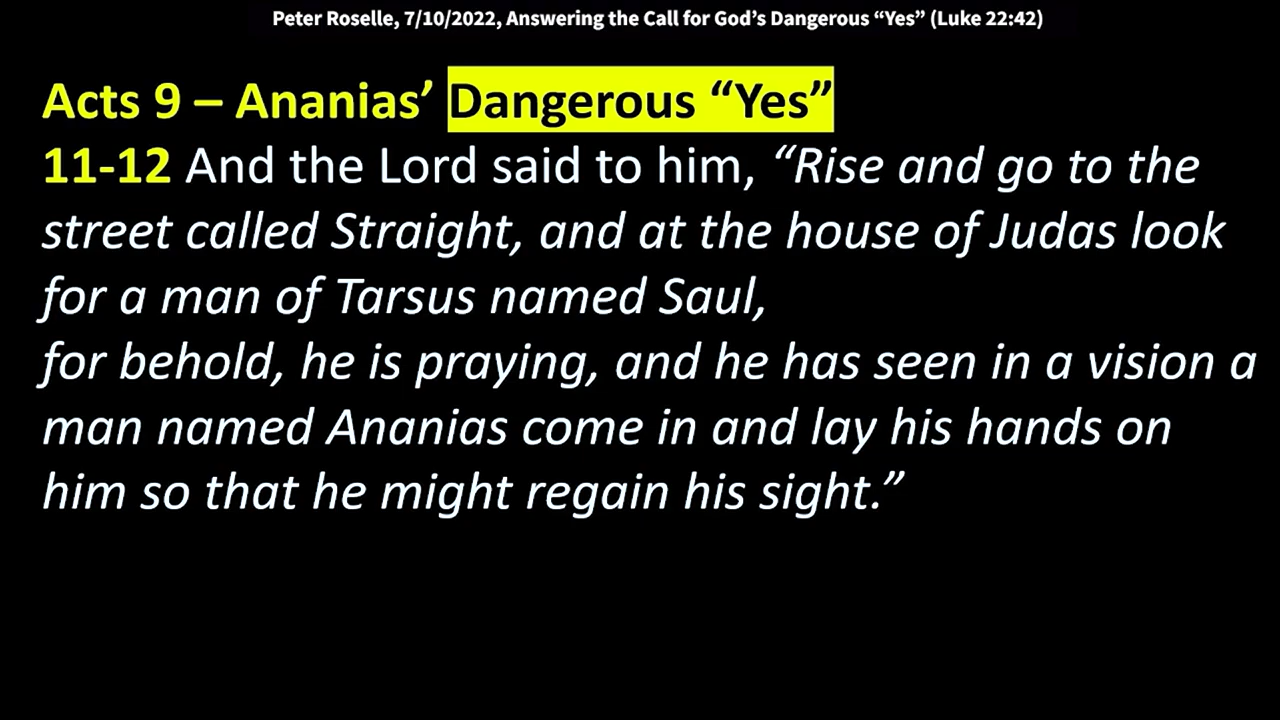 Peter Roselle, 7/10/2022, Answering the Call for God’s Dangerous “Yes” (Luke 22:42)
Acts 9 – Ananias’ Dangerous “Yes”
11-12 And the Lord said to him, “Rise and go to the
street called Straight, and at the house of Judas look
for a man of Tarsus named Saul,
for behold, he is praying, and he has seen in a vision a
man named Ananias come in and lay his hands on
him so that he might regain his sight.”